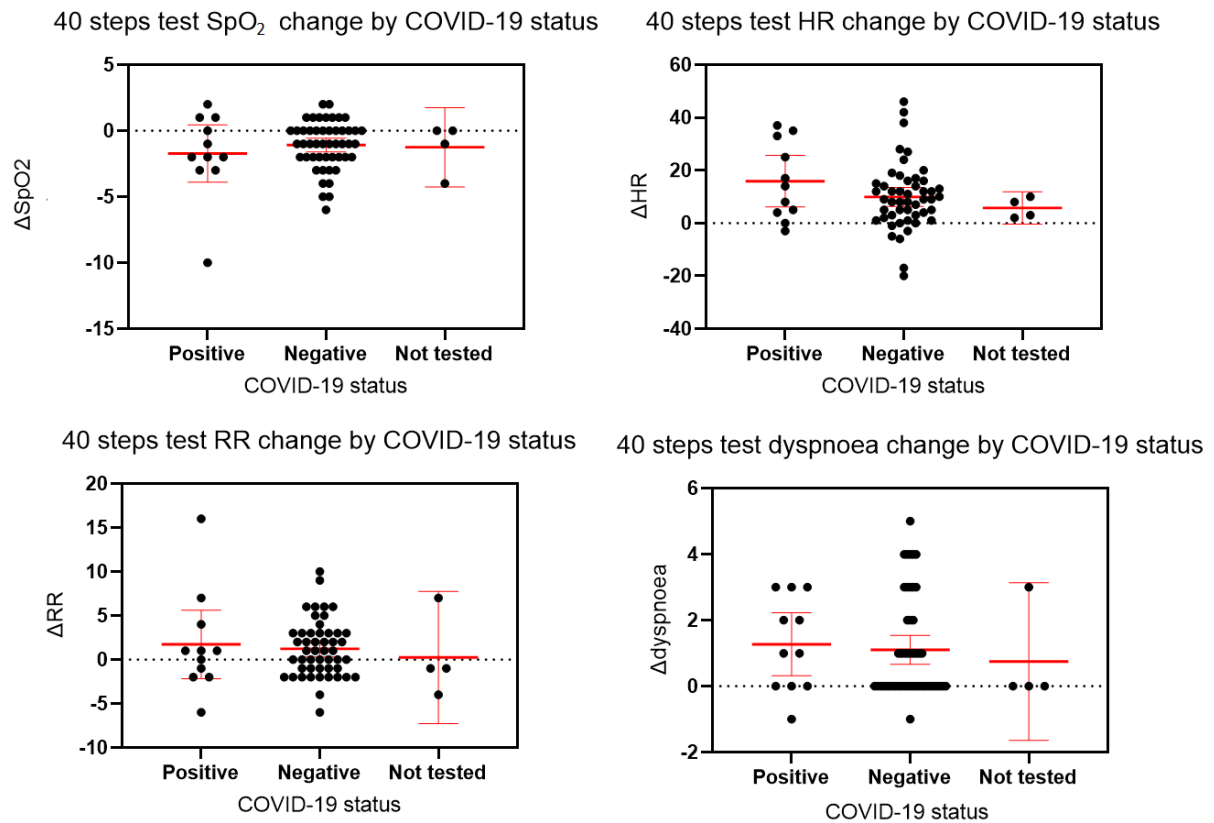 40 steps test SpO₂ change by COVID-19 status
5
0
-5
-10
-15
ΔSpO2
Positive Negative Not tested
COVID-19 status
40 steps test HR change by COVID-19 status
60
40
20
0
-20
-40
ΔHR
Positive Negative Not tested
COVID-19 status
40 steps test RR change by COVID-19 status
20
15
10
5
0
-5
-10
ΔRR
Positive Negative Not tested
COVID-19 status
40 steps test dyspnoea change by COVID-19 status
6
4
2
0
-2
Δdyspnoea
Positive Negative Not tested
COVID-19 status